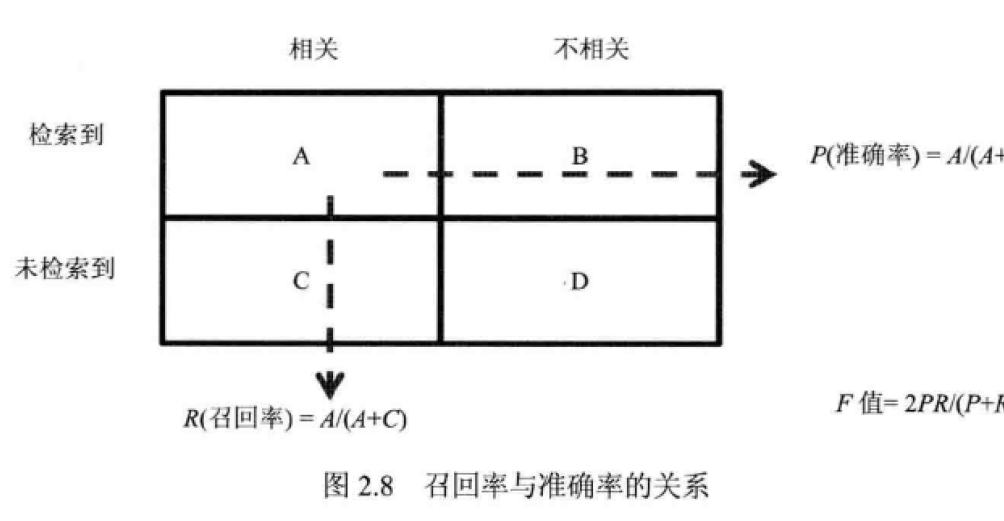 相关 不相关
检索到
A B P(准确率) = A/(A+
未检索到
C D
R(召回率) = A/(A+C)
F 值= 2PR/(P+R
图 2.8 召回率与准确率的关系